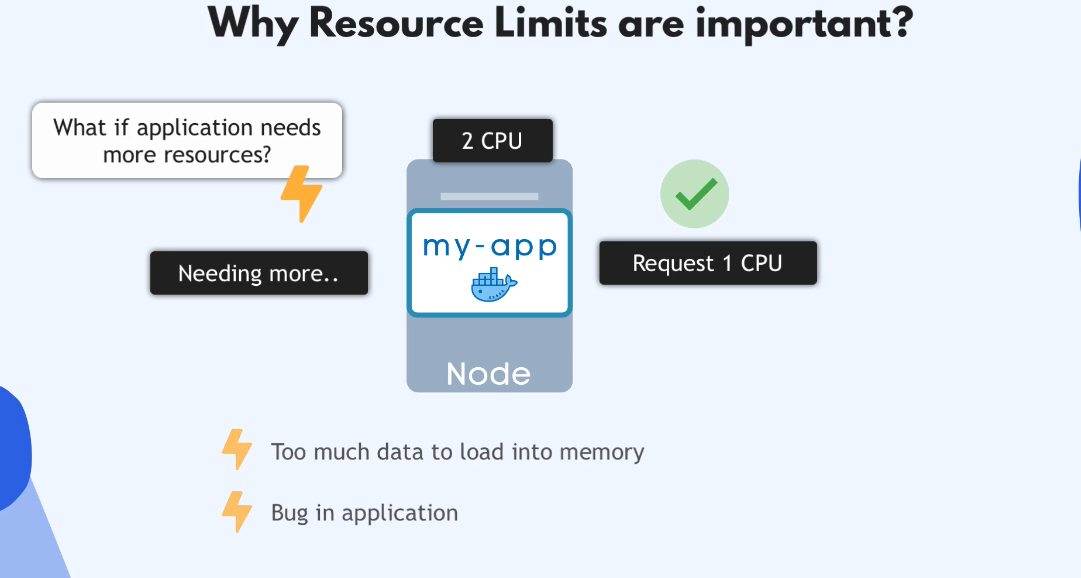 Why Resource Limits are important?
What if application needs
more resources?
2 CPU
my-app
Needing more..
Request 1 CPU
Node
Too much data to load into memory
Bug in application